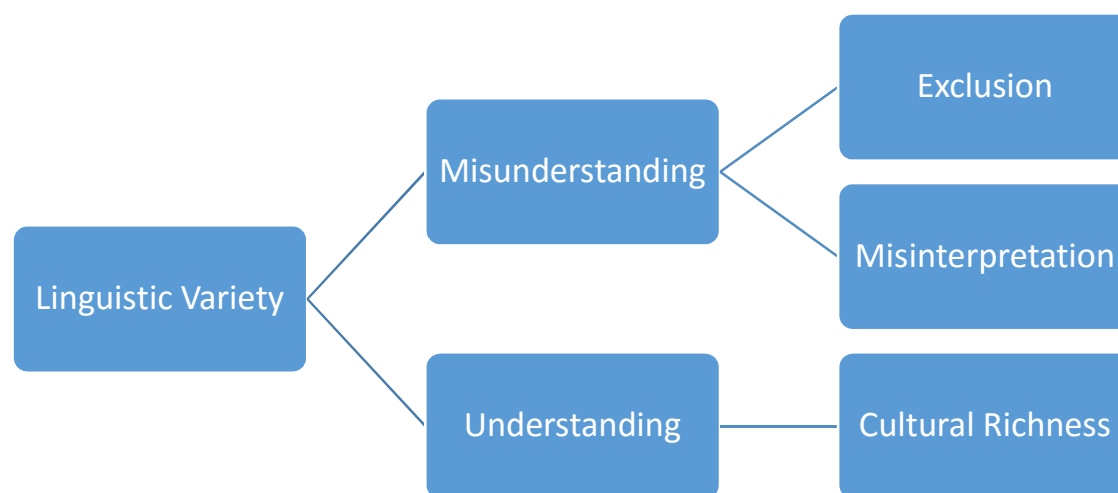 Linguistic Variety
Misunderstanding
Exclusion
Misinterpretation
Understanding
Cultural Richness